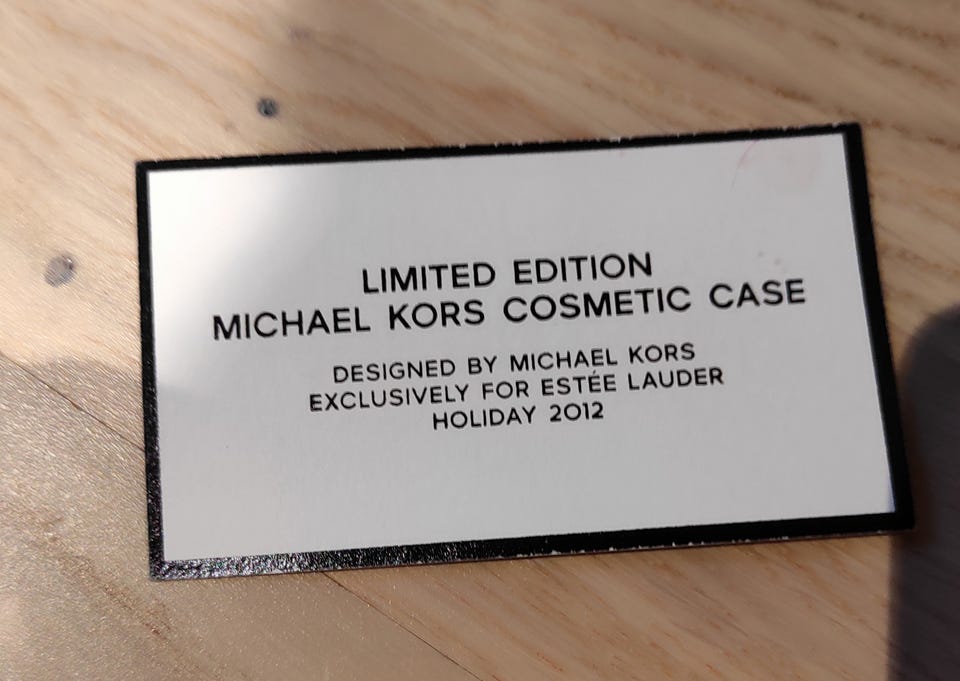 LIMITED EDITION
MICHAEL KORS COSMETIC CASE
DESIGNED BY MICHAEL KORS
EXCLUSIVELY FOR ESTÉE LAUDER
HOLIDAY 2012